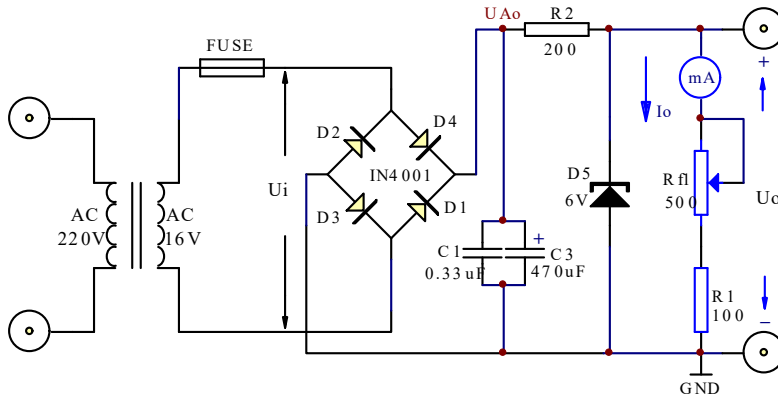 UAo
R2
200
FUSE
+
mA
Io
D2
D4
IN4001
D3
D1
Ui
D5
6V
Rfl
500
Uo
AC
220V
AC
16V
C1
0.33uF
+
C3
470uF
R1
100
−
GND